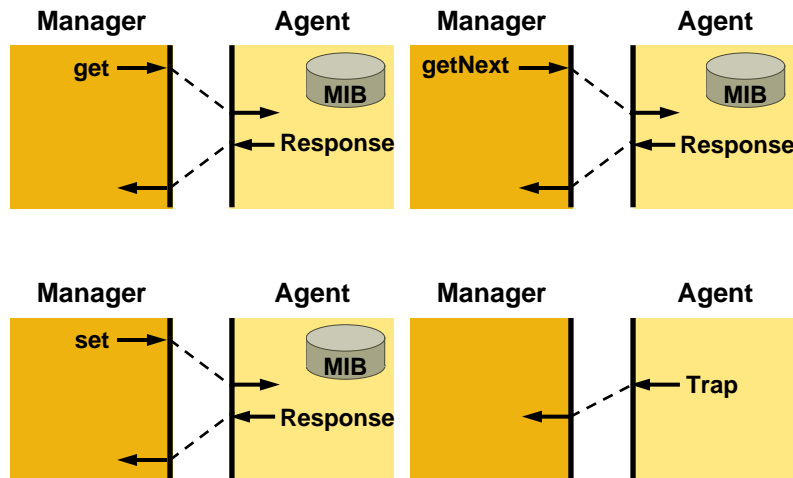 Manager Agent Manager Agent
get MIB getNext MIB
Response Response
Manager Agent Manager Agent
set MIB
Response Trap